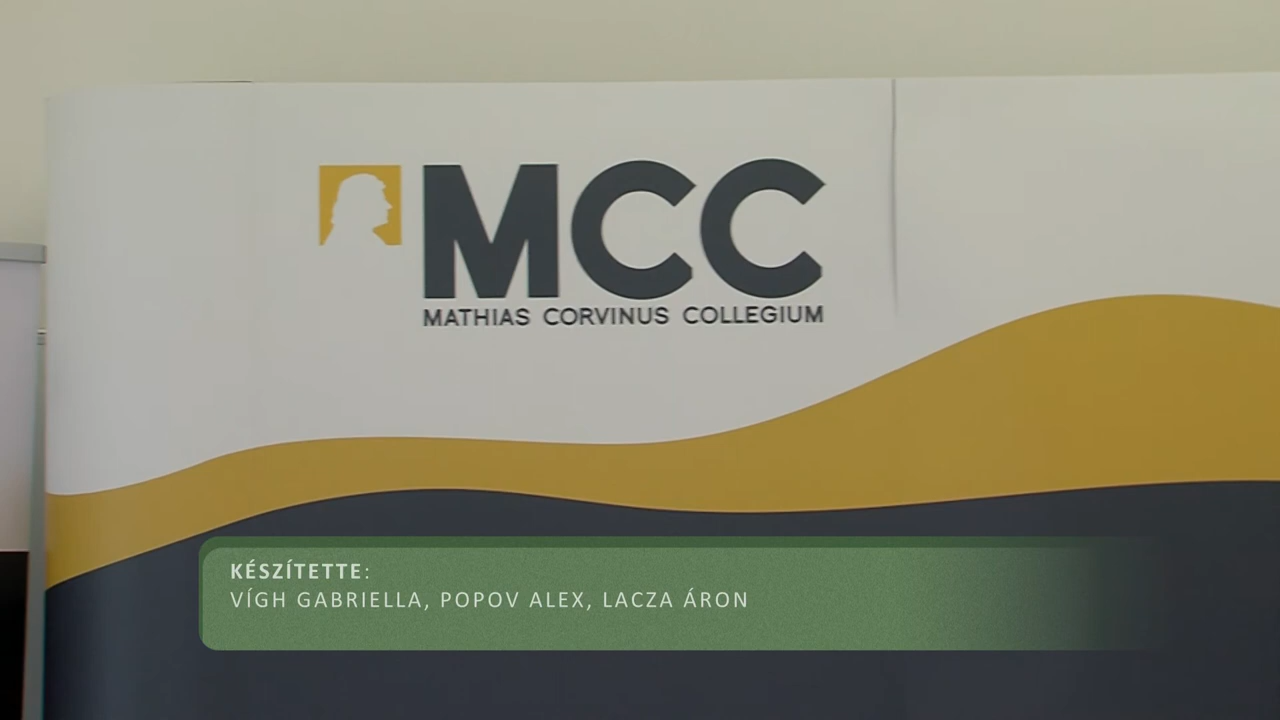 MCC
MATHIAS CORVINUS COLLEGIUM
KÉSZÍTETTE:
VÍGH GABRIELLA, POPOV ALEX, LACZA ÁRON